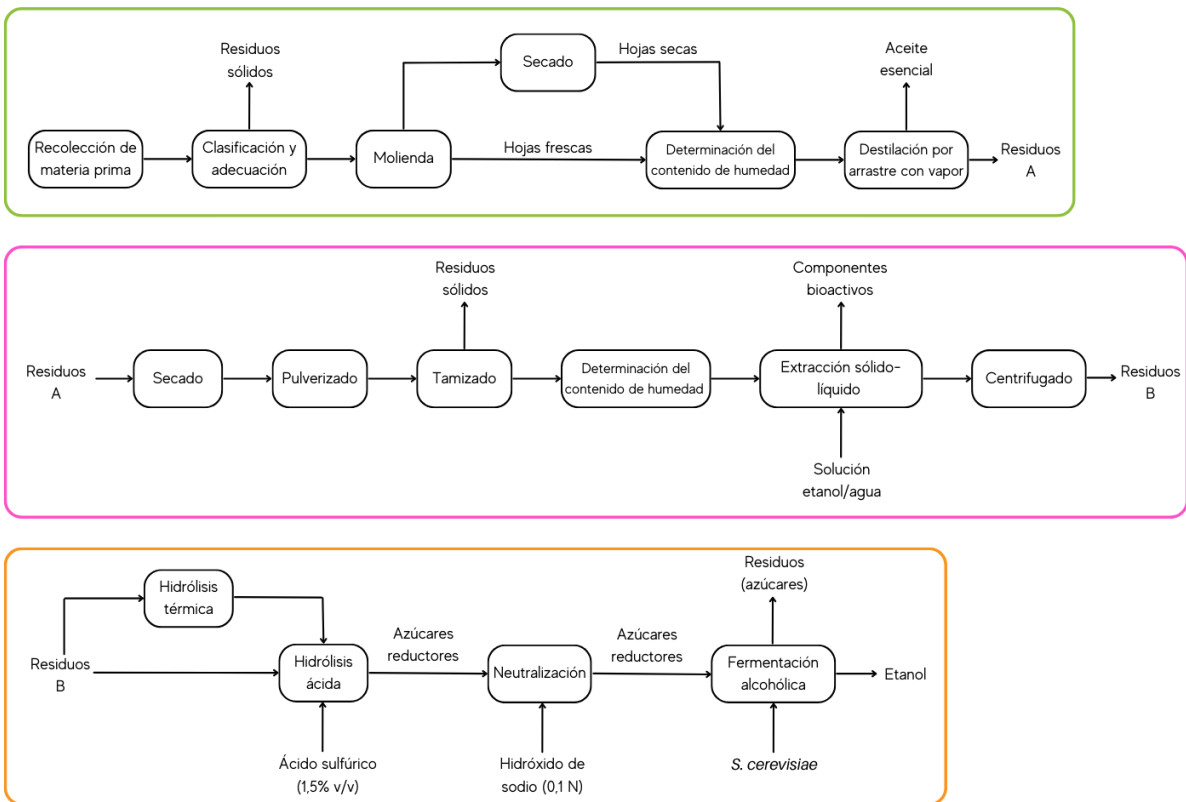 Residuos
sólidos
Secado
Hojas secas
Aceite
esencial
Recolección de
materia prima
Clasificación y
adecuación
Molienda
Hojas frescas
Determinación del
contenido de humedad
Destilación por
arrastre con vapor
Residuos
A
Residuos
sólidos
Componentes
bioactivos
Residuos
A
Secado
Pulverizado
Tamizado
Determinación del
contenido de humedad
Extracción sólido-
líquido
Centrifugado
Residuos
B
Solución
etanol/agua
Hidrólisis
térmica
Residuos
(azúcares)
Residuos
B
Hidrólisis
ácida
Azúcares
reductores
Neutralización
Azúcares
reductores
Fermentación
alcohólica
Etanol
Ácido sulfúrico
(1,5% v/v)
Hidróxido de
sodio (0,1 N)
S. cerevisiae